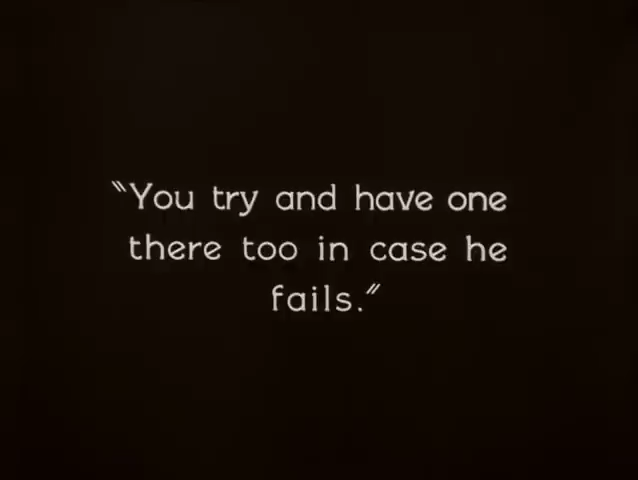 "You try and have one
there too in case he
fails."